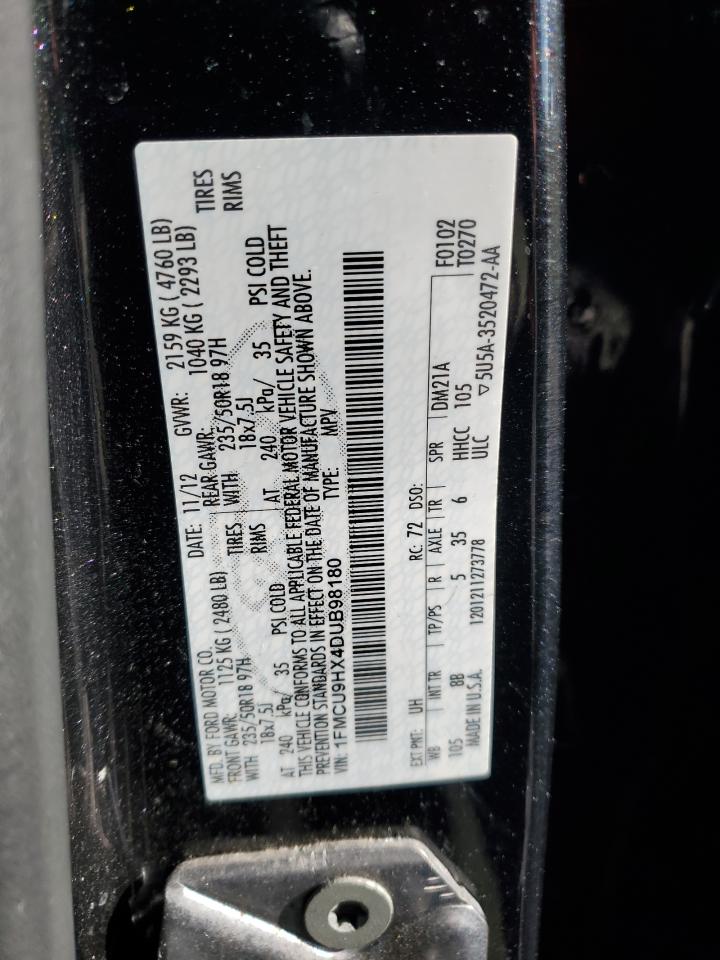 MFD. BY FORD MOTOR CO.
DATE: 11/12 GVWR: 2159 KG ( 4760 LB)
FRONT GAWR: 1125 KG ( 2480 LB) REAR GAWR: 1040 KG ( 2293 LB)
WITH 235/50R18 97H TIRES WITH 235/50R18 97H TIRES
18x7.5J RIMS 18x7.5J RIMS
AT 240 kPa/ 35 PSI COLD AT 240 kPa/ 35 PSI COLD
THIS VEHICLE CONFORMS TO ALL APPLICABLE FEDERAL MOTOR VEHICLE SAFETY AND THEFT
PREVENTION STANDARDS IN EFFECT ON THE DATE OF MANUFACTURE SHOWN ABOVE.
VIN: 1FMCU9HX4DUB98180 TYPE: MPV
EXT PNT: UH RC: 72 DSO: F0102
WB INT TR TP/PS R AXLE TR SPR DM21A T0270
105 8B 5 35 6 HHCC 105
MADE IN U.S.A. 1201211273778 ULC ▽5U5A-3520472-AA